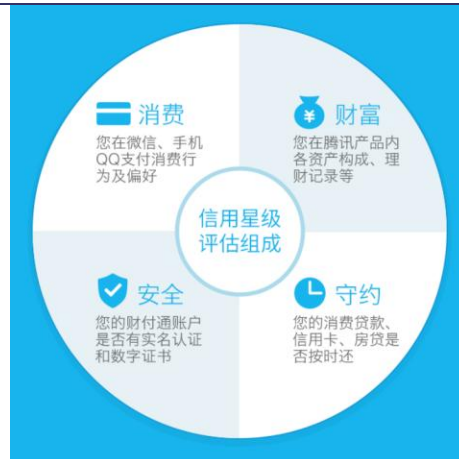 消费
您在微信、手机
QQ支付消费行
为及偏好
¥
财富
您在腾讯产品内
各资产构成、理
财记录等
信用星级
评估组成
安全
您的财付通账户
是否有实名认证
和数字证书
守约
您的消费贷款、
信用卡、房贷是
否按时还